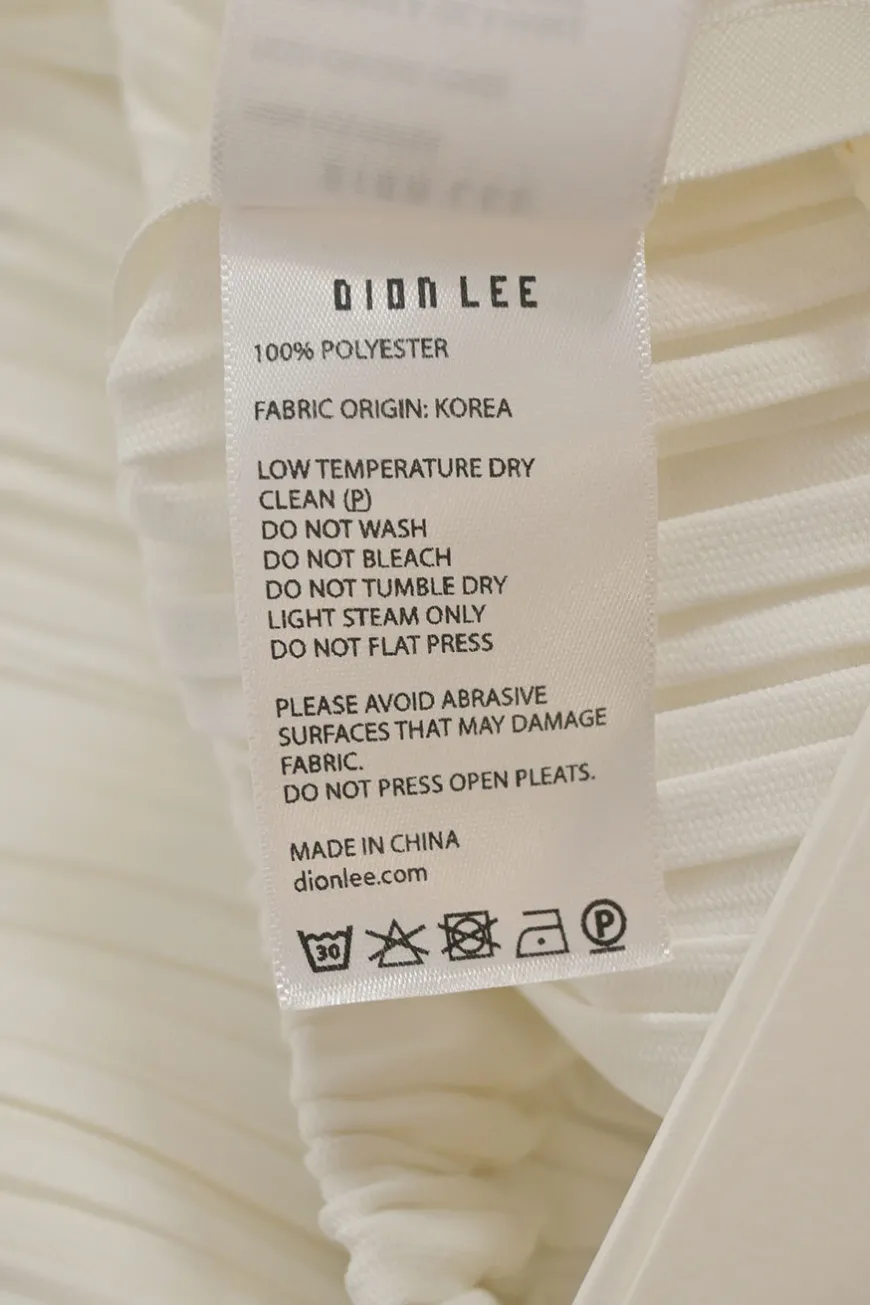 DION LEE
DION LEE
100% POLYESTER
FABRIC ORIGIN: KOREA
LOW TEMPERATURE DRY
CLEAN (P)
DO NOT WASH
DO NOT BLEACH
DO NOT TUMBLE DRY
LIGHT STEAM ONLY
DO NOT FLAT PRESS
PLEASE AVOID ABRASIVE
SURFACES THAT MAY DAMAGE
FABRIC.
DO NOT PRESS OPEN PLEATS.
MADE IN CHINA
dionlee.com
30 P